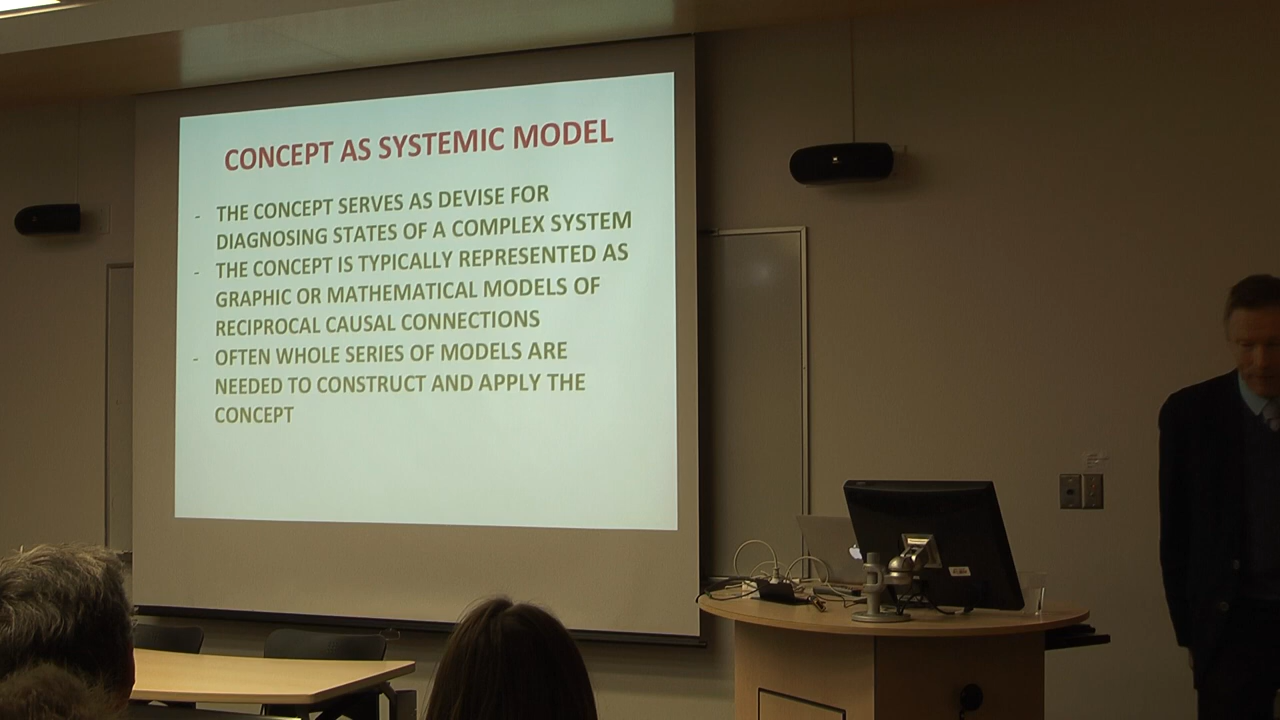 CONCEPT AS SYSTEMIC MODEL
- THE CONCEPT SERVES AS DEVISE FOR
DIAGNOSING STATES OF A COMPLEX SYSTEM
- THE CONCEPT IS TYPICALLY REPRESENTED AS
GRAPHIC OR MATHEMATICAL MODELS OF
RECIPROCAL CAUSAL CONNECTIONS
- OFTEN WHOLE SERIES OF MODELS ARE
NEEDED TO CONSTRUCT AND APPLY THE
CONCEPT